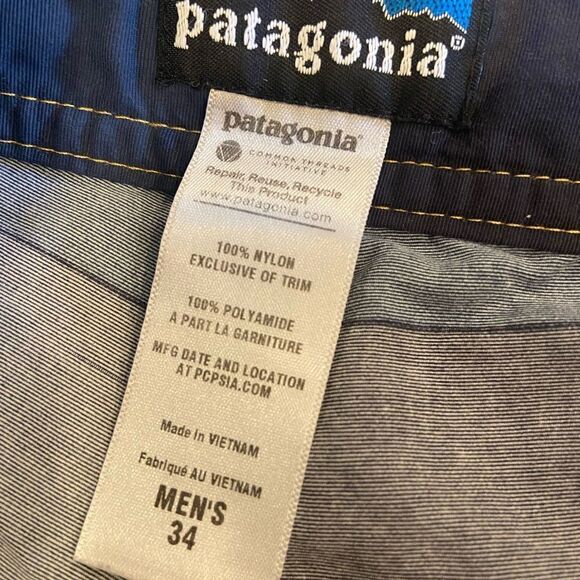 patagonia®
patagonia®
COMMON THREADS
INITIATIVE
Repair, Reuse, Recycle
This Product
www.patagonia.com
100% NYLON
EXCLUSIVE OF TRIM
100% POLYAMIDE
A PART LÀ GARNITURE
MFG DATE AND LOCATION
AT PCPSIA.COM
Made in VIETNAM
Fabriqué AU VIETNAM
MEN'S
34